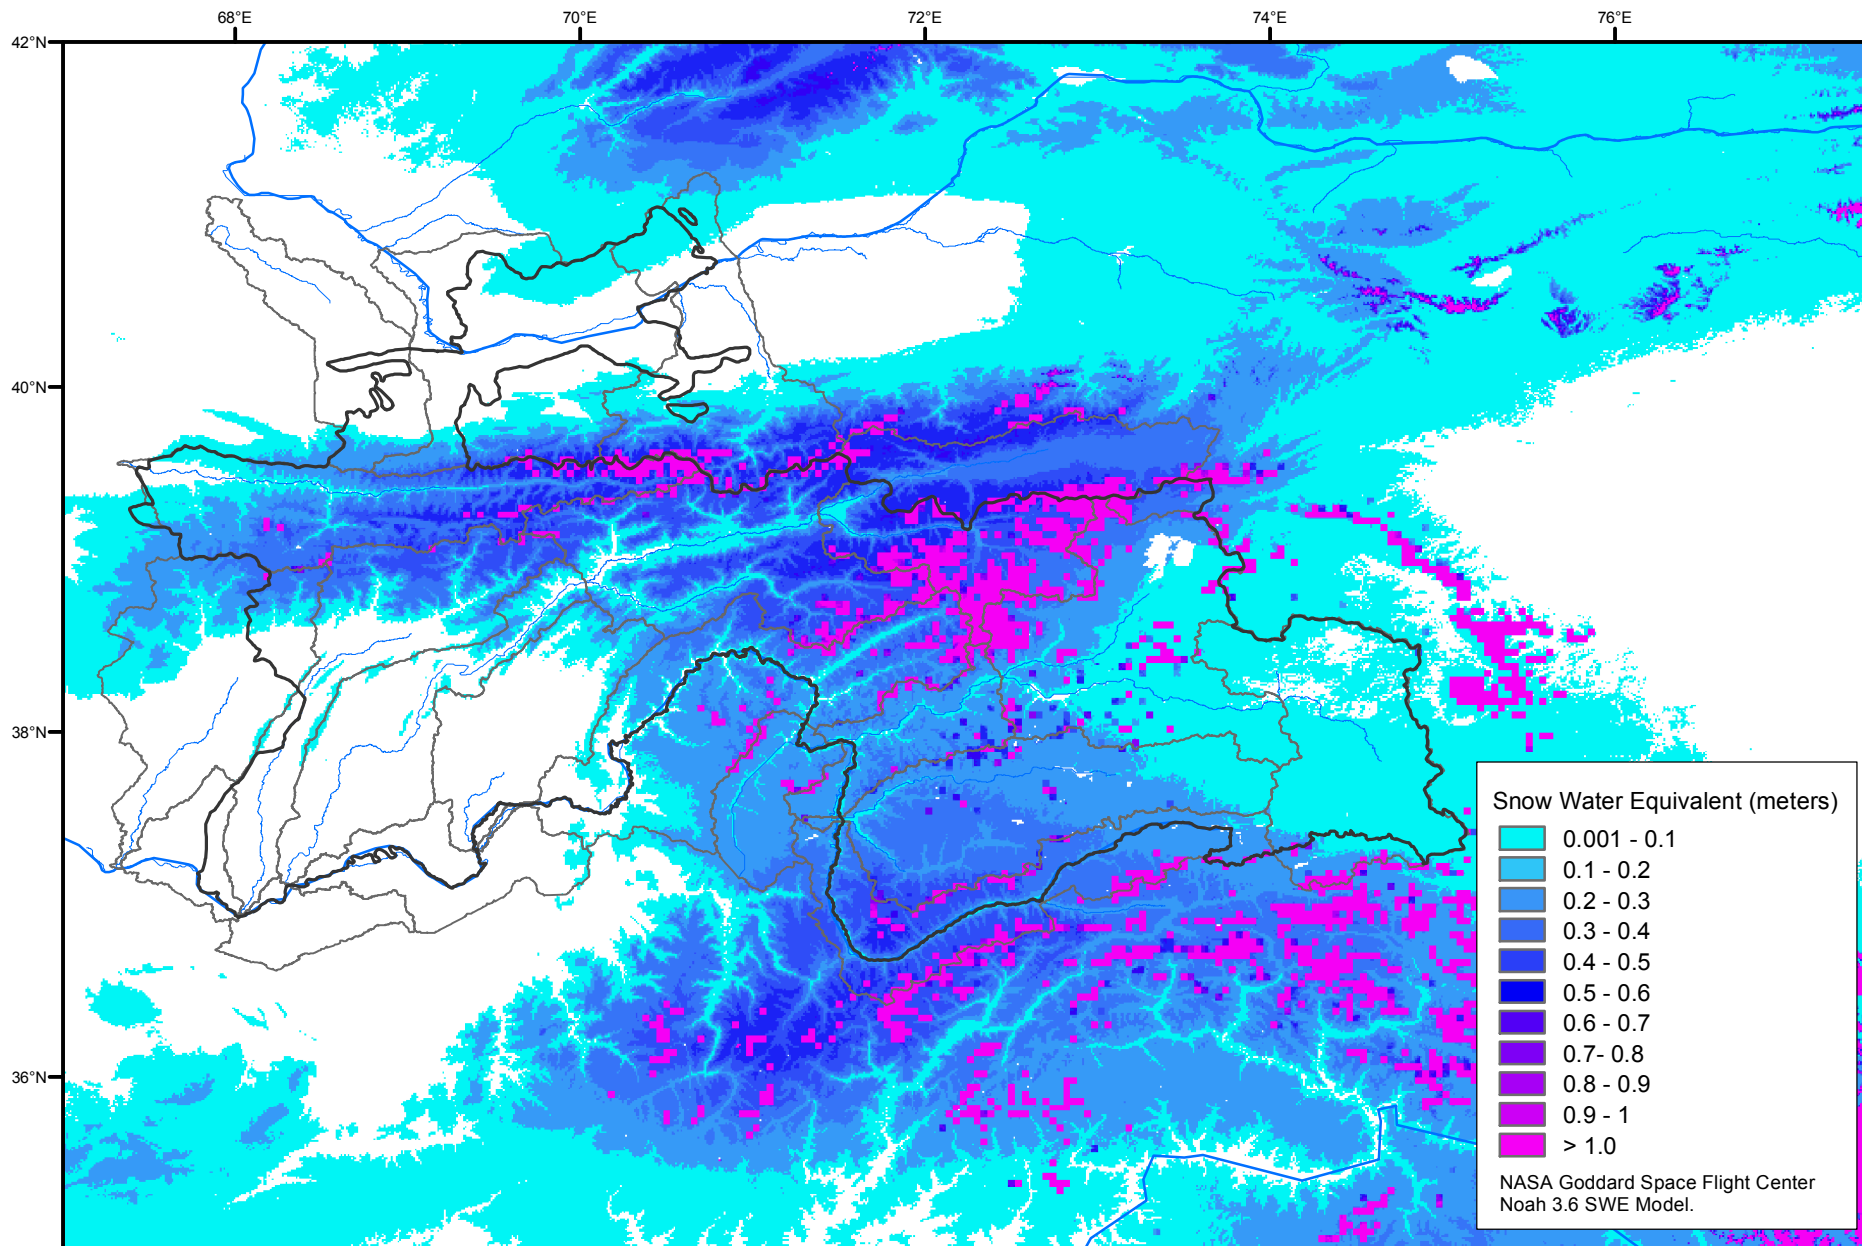 68°E
70°E
72°E
74°E
76°E
42°N
40°N
38°N
36°N
Snow Water Equivalent (meters)
0.001 - 0.1
0.1 - 0.2
0.2 - 0.3
0.3 - 0.4
0.4 - 0.5
0.5 - 0.6
0.6 - 0.7
0.7- 0.8
0.8 - 0.9
0.9 - 1
> 1.0
NASA Goddard Space Flight Center
Noah 3.6 SWE Model.